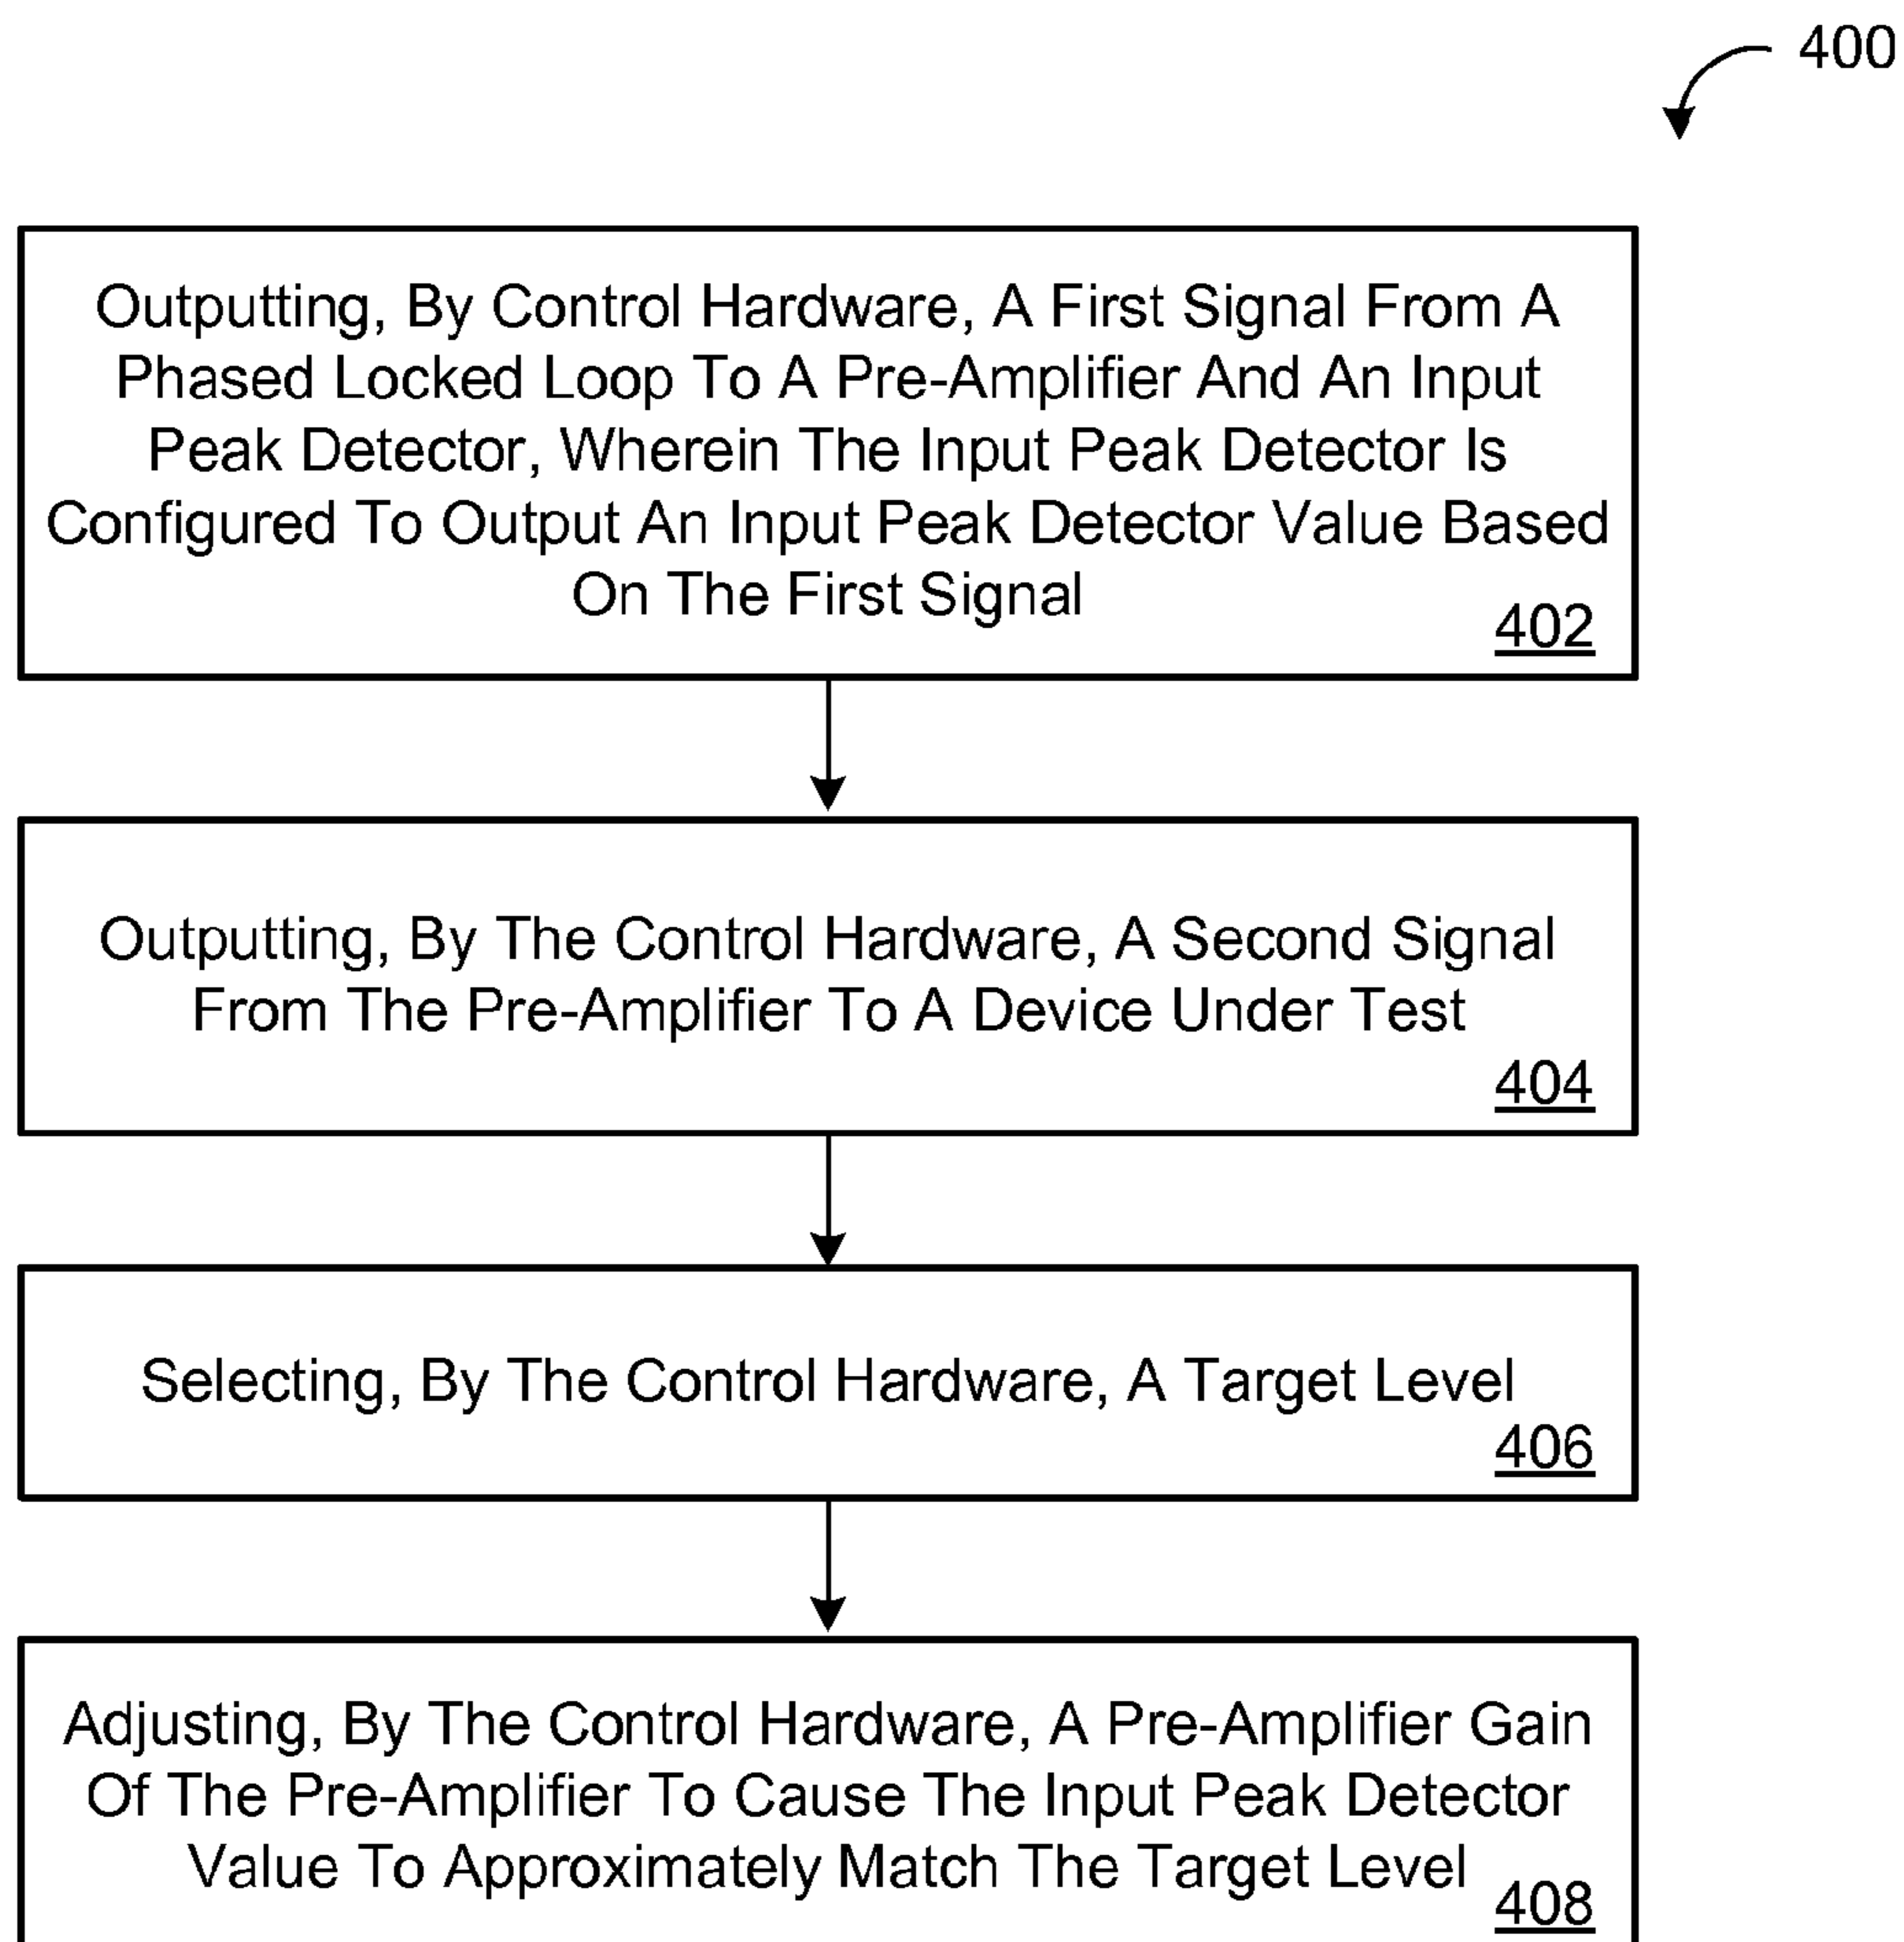 400
Outputting, By Control Hardware, A First Signal From A
Phased Locked Loop To A Pre-Amplifier And An Input
Peak Detector, Wherein The Input Peak Detector Is
Configured To Output An Input Peak Detector Value Based
On The First Signal
402
Outputting, By The Control Hardware, A Second Signal
From The Pre-Amplifier To A Device Under Test
404
Selecting, By The Control Hardware, A Target Level
406
Adjusting, By The Control Hardware, A Pre-Amplifier Gain
Of The Pre-Amplifier To Cause The Input Peak Detector
Value To Approximately Match The Target Level
408